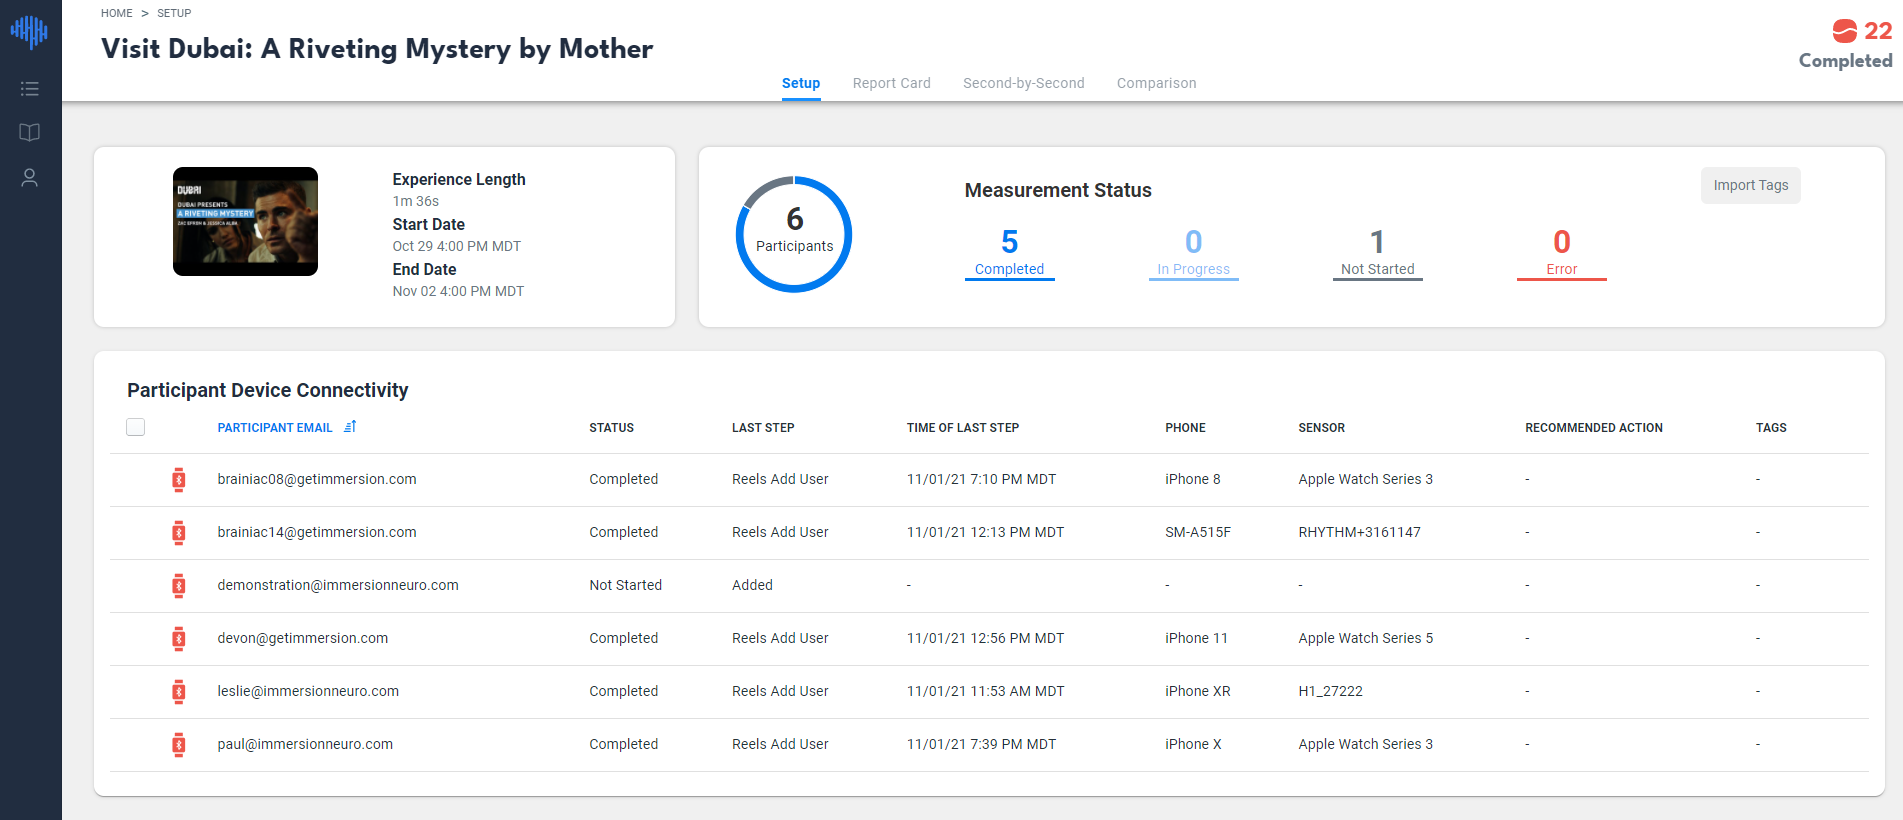 HOME > SETUP
Visit Dubai: A Riveting Mystery by Mother
22
Completed
Setup Report Card Second-by-Second Comparison
DUBAI
DUBAI PRESENTS
A RIVETING MYSTERY
ZAC EFRON & JESSICA ALBA
Experience Length
1m 36s
Start Date
Oct 29 4:00 PM MDT
End Date
Nov 02 4:00 PM MDT
6
Participants
Measurement Status
Import Tags
5 0 1 0
Completed In Progress Not Started Error
Participant Device Connectivity
PARTICIPANT EMAIL STATUS LAST STEP TIME OF LAST STEP PHONE SENSOR RECOMMENDED ACTION TAGS
brainiac08@getimmersion.com Completed Reels Add User 11/01/21 7:10 PM MDT iPhone 8 Apple Watch Series 3 - -
brainiac14@getimmersion.com Completed Reels Add User 11/01/21 12:13 PM MDT SM-A515F RHYTHM+3161147 - -
demonstration@immersionneuro.com Not Started Added - - - - -
devon@getimmersion.com Completed Reels Add User 11/01/21 12:56 PM MDT iPhone 11 Apple Watch Series 5 - -
leslie@immersionneuro.com Completed Reels Add User 11/01/21 11:53 AM MDT iPhone XR H1_27222 - -
paul@immersionneuro.com Completed Reels Add User 11/01/21 7:39 PM MDT iPhone X Apple Watch Series 3 - -